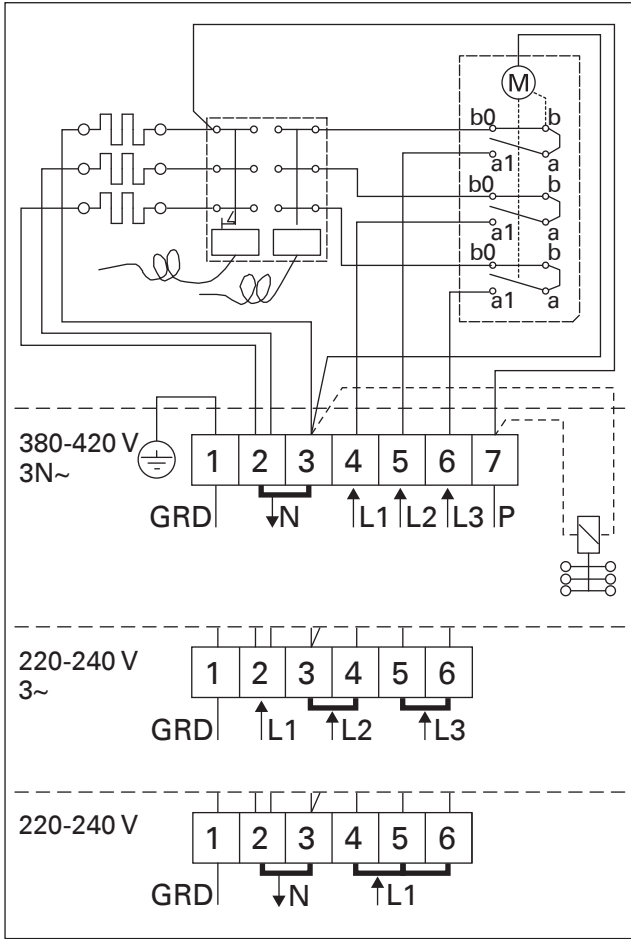 M
b0 b
a1 a
b0 b
a1 a
b0 b
a1 a
380-420 V
3N~
1 2 3 4 5 6 7
GRD N L1 L2 L3 P
220-240 V
3~
1 2 3 4 5 6
GRD L1 L2 L3
220-240 V
1 2 3 4 5 6
GRD N L1